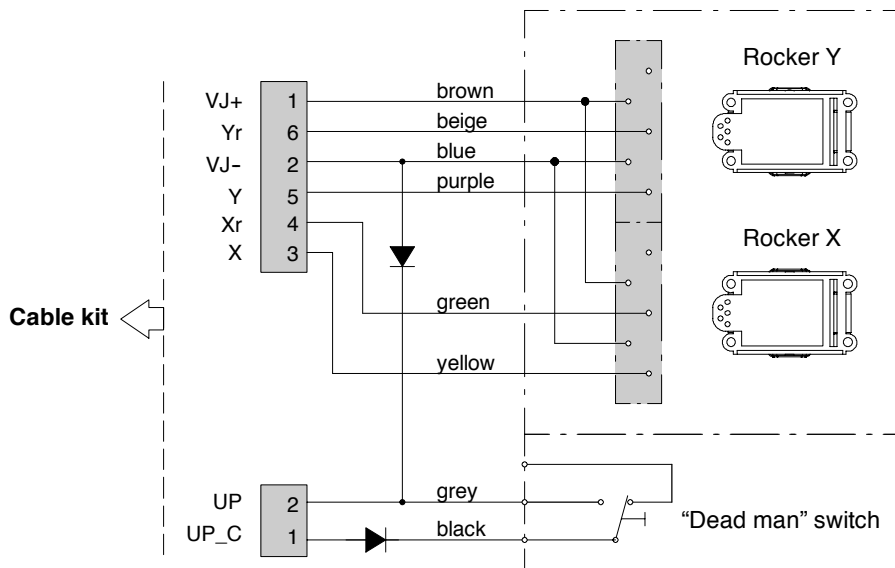 Rocker Y
VJ+ 1 brown
Yr 6 beige
VJ– 2 blue
Y 5 purple
Xr 4
X 3
Rocker X
green
Cable kit
yellow
UP 2 grey
UP_C 1 black
“Dead man” switch